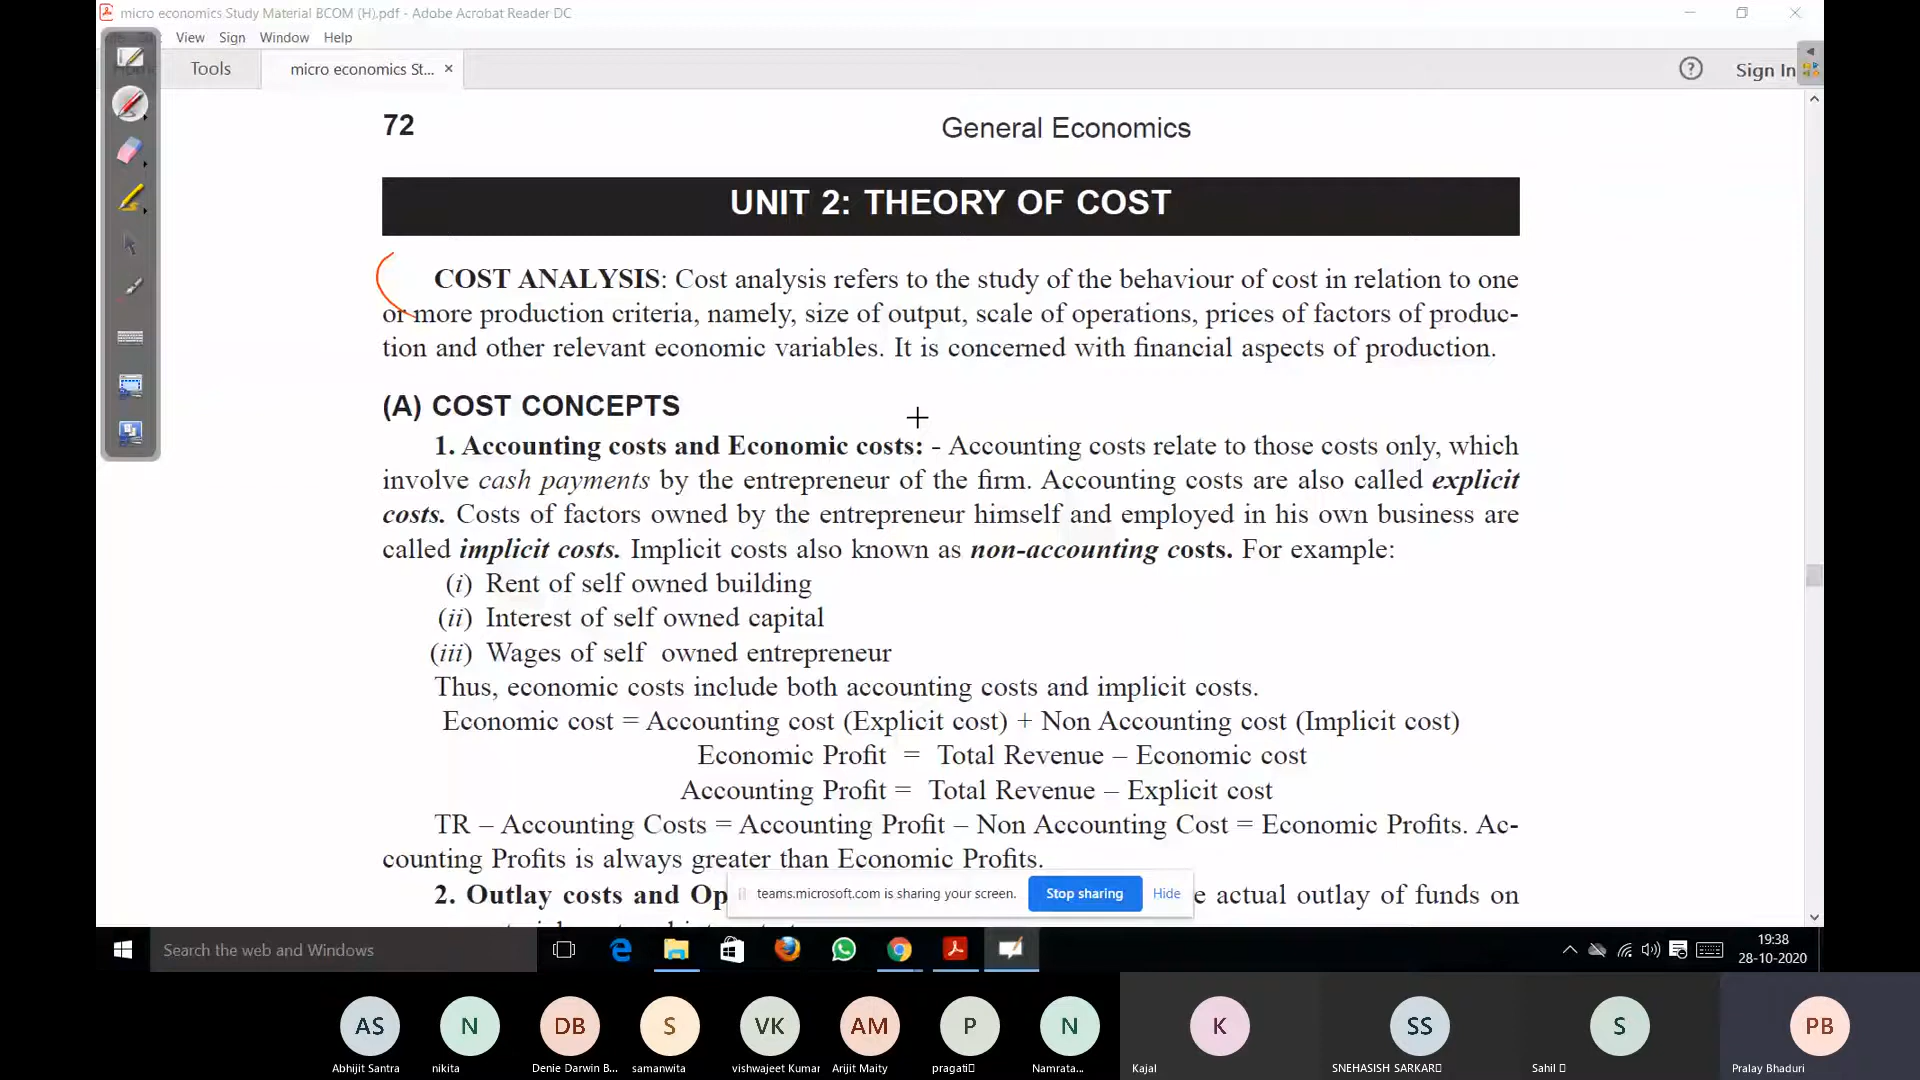 micro economics Study Material BCOM (H).pdf - Adobe Acrobat Reader DC
View Sign Window Help
Tools
micro economics St... ×
Sign In
72 General Economics
UNIT 2: THEORY OF COST
COST ANALYSIS: Cost analysis refers to the study of the behaviour of cost in relation to one
or more production criteria, namely, size of output, scale of operations, prices of factors of produc-
tion and other relevant economic variables. It is concerned with financial aspects of production.
(A) COST CONCEPTS
1. Accounting costs and Economic costs: - Accounting costs relate to those costs only, which
involve cash payments by the entrepreneur of the firm. Accounting costs are also called explicit
costs. Costs of factors owned by the entrepreneur himself and employed in his own business are
called implicit costs. Implicit costs also known as non-accounting costs. For example:
(i) Rent of self owned building
(ii) Interest of self owned capital
(iii) Wages of self owned entrepreneur
Thus, economic costs include both accounting costs and implicit costs.
Economic cost = Accounting cost (Explicit cost) + Non Accounting cost (Implicit cost)
Economic Profit = Total Revenue – Economic cost
Accounting Profit = Total Revenue – Explicit cost
TR – Accounting Costs = Accounting Profit – Non Accounting Cost = Economic Profits. Ac-
counting Profits is always greater than Economic Profits.
2. Outlay costs and Op e actual outlay of funds on
teams.microsoft.com is sharing your screen. Stop sharing Hide
Search the web and Windows
19:38
28-10-2020
AS N DB S VK AM P N K SS S PB
Abhijit Santra nikita Denie Darwin B... samanwita vishwajeet Kumar Arijit Maity pragati Namrata... Kajal SNEHASISH SARKAR Sahil Pralay Bhaduri